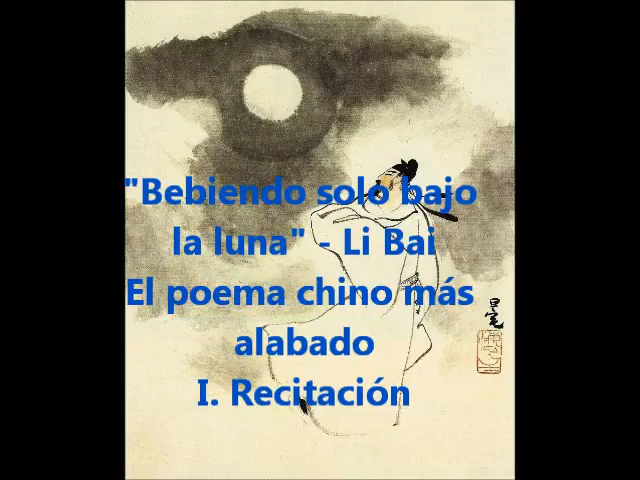 "Bebiendo solo bajo
la luna" - Li Bai
El poema chino más
alabado
I. Recitación